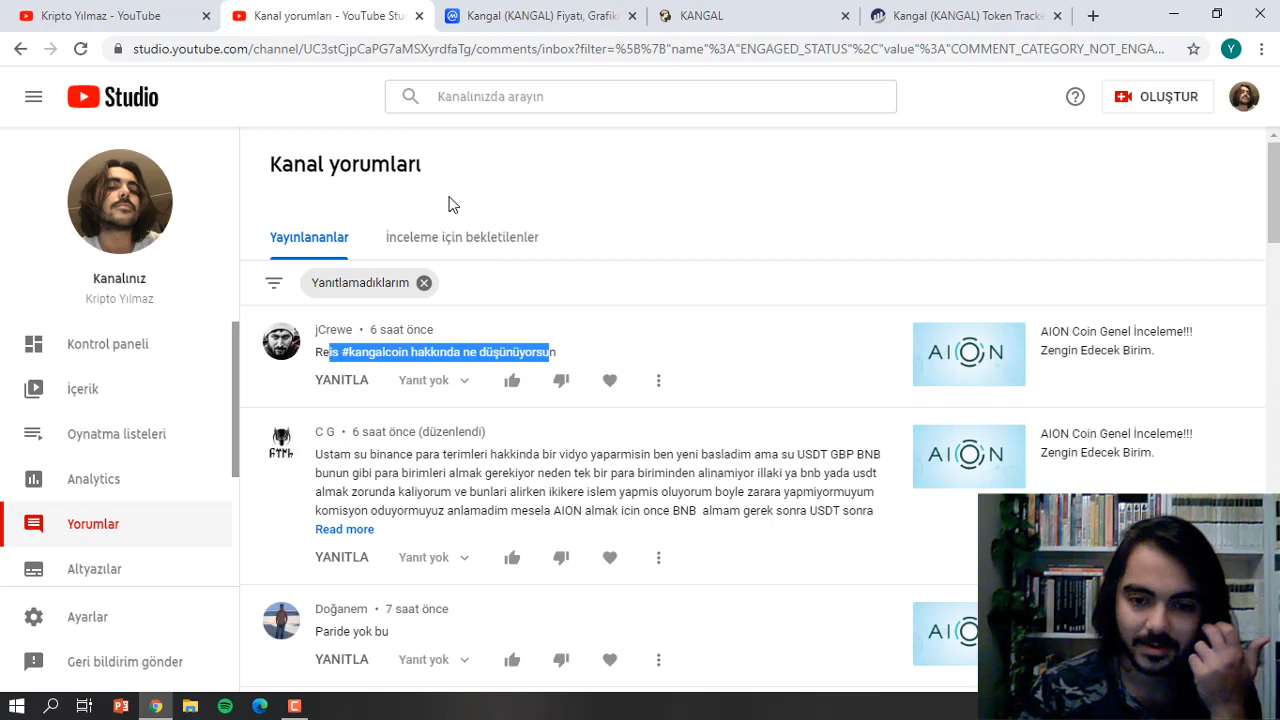 Kripto Yılmaz - YouTube
Kanal yorumları - YouTube Stu
Kangal (KANGAL) Fiyatı, Grafik
KANGAL
Kangal (KANGAL) Token Tracke
studio.youtube.com/channel/UC3stCjpCaPG7aMSXyrdfaTg/comments/inbox?filter=%5B%7B"name"%3A"ENGAGED_STATUS"%2C"value"%3A"COMMENT_CATEGORY_NOT_ENGA...
Y
Studio
Kanalınızda arayın
OLUŞTUR
Kanalınız
Kripto Yılmaz
Kontrol paneli
İçerik
Oynatma listeleri
Analytics
Yorumlar
Altyazılar
Ayarlar
Geri bildirim gönder
Kanal yorumları
Yayınlananlar
İnceleme için bekletilenler
Yanıtlamadıklarım
jCrewe • 6 saat önce
Reis #kangalcoin hakkında ne düşünüyorsun
YANITLA
Yanıt yok
AION
AION Coin Genel İnceleme!!!
Zengin Edecek Birim.
C G • 6 saat önce (düzenlendi)
Ustam su binance para terimleri hakkinda bir vidyo yaparmisin ben yeni basladim ama su USDT GBP BNB
bunun gibi para birimleri almak gerekiyor neden tek bir para biriminden alinamiyor illaki ya bnb yada usdt
almak zorunda kaliyorum ve bunlari alirken ikikere islem yapmis oluyorum boyle zarara yapmiyormuyum
komisyon oduyormuyuz anlamadim mesela AION almak icin once BNB almam gerek sonra USDT sonra
Read more
YANITLA
Yanıt yok
AION
AION Coin Genel İnceleme!!!
Zengin Edecek Birim.
Doğanem • 7 saat önce
Paride yok bu
YANITLA
Yanıt yok